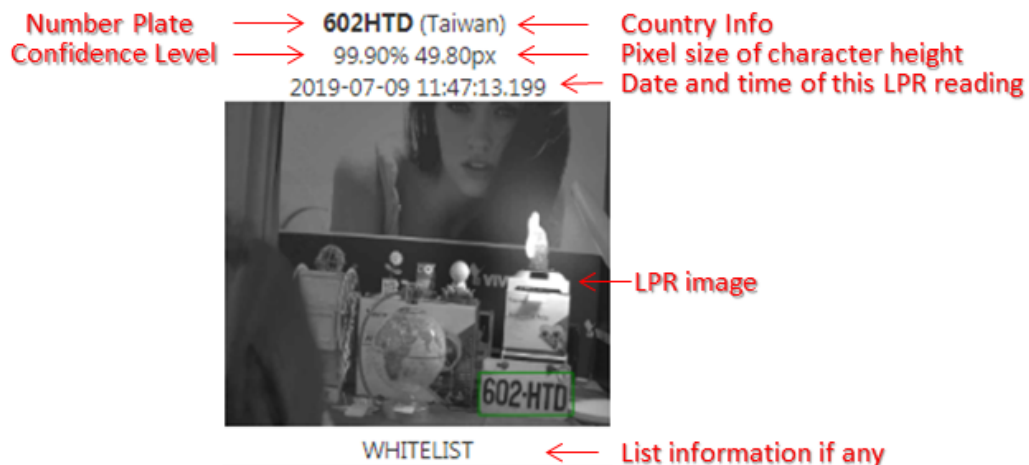 Number Plate 602HTD (Taiwan) Country Info
Confidence Level 99.90% 49.80px Pixel size of character height
2019-07-09 11:47:13.199 Date and time of this LPR reading
LPR image
602-HTD
WHITELIST List information if any